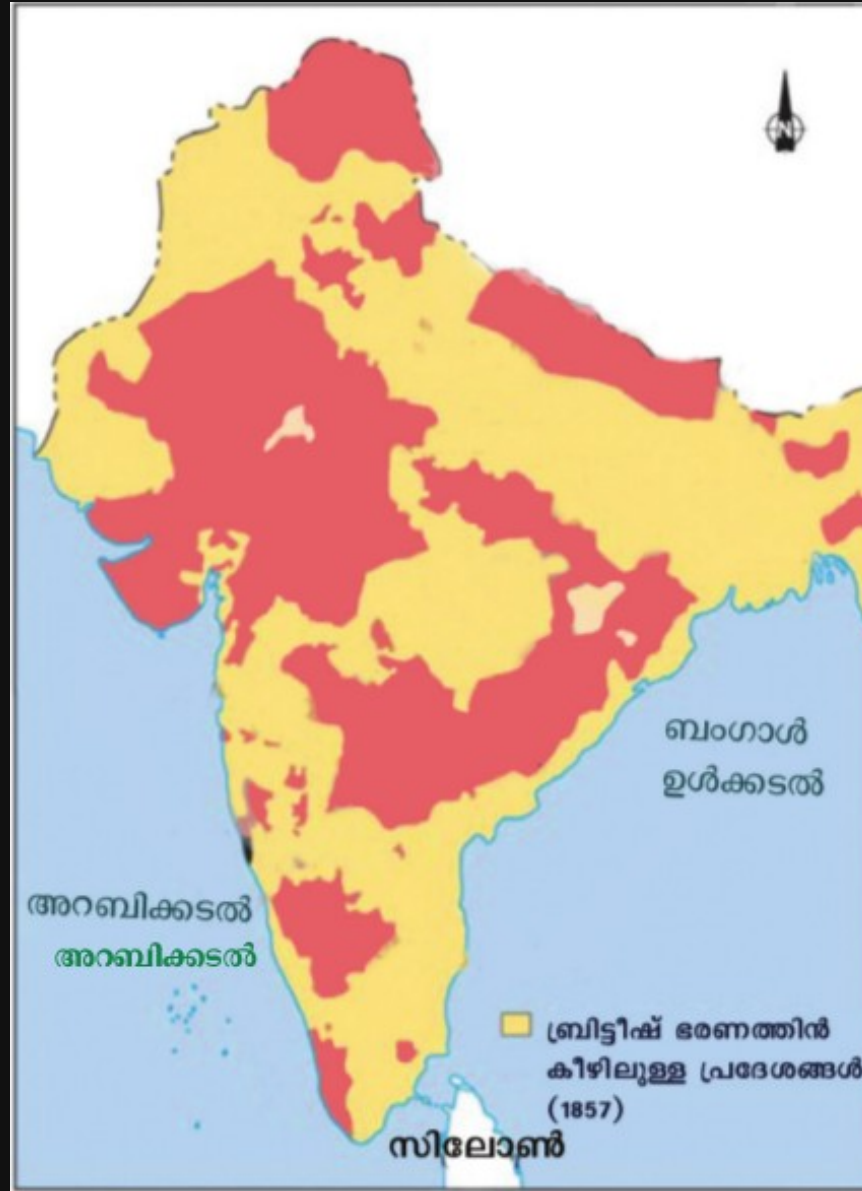 N
ബംഗാൾ
ഉൾക്കടൽ
അറബിക്കടൽ
അറബിക്കടൽ
ബ്രിട്ടീഷ് ഭരണത്തിൻ
കീഴിലുള്ള പ്രദേശങ്ങൾ
(1857)
സിലോൺ